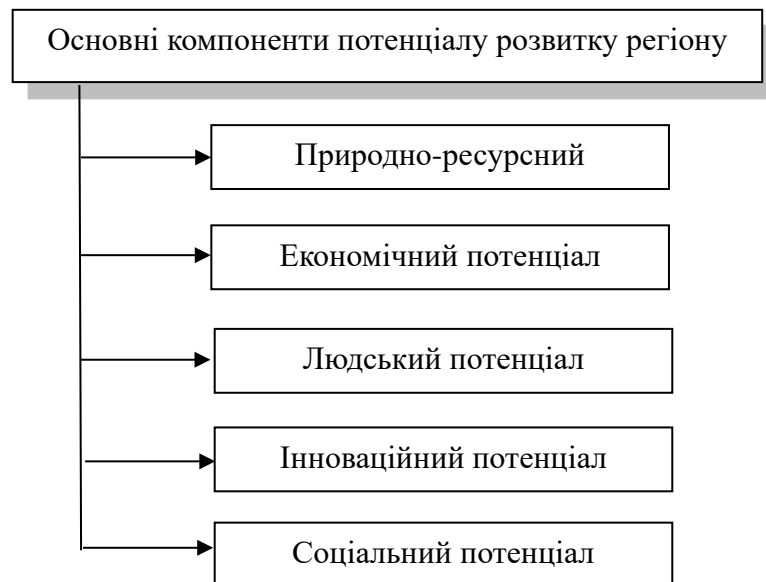 Основні компоненти потенціалу розвитку регіону
Природно-ресурсний
Економічний потенціал
Людський потенціал
Інноваційний потенціал
Соціальний потенціал